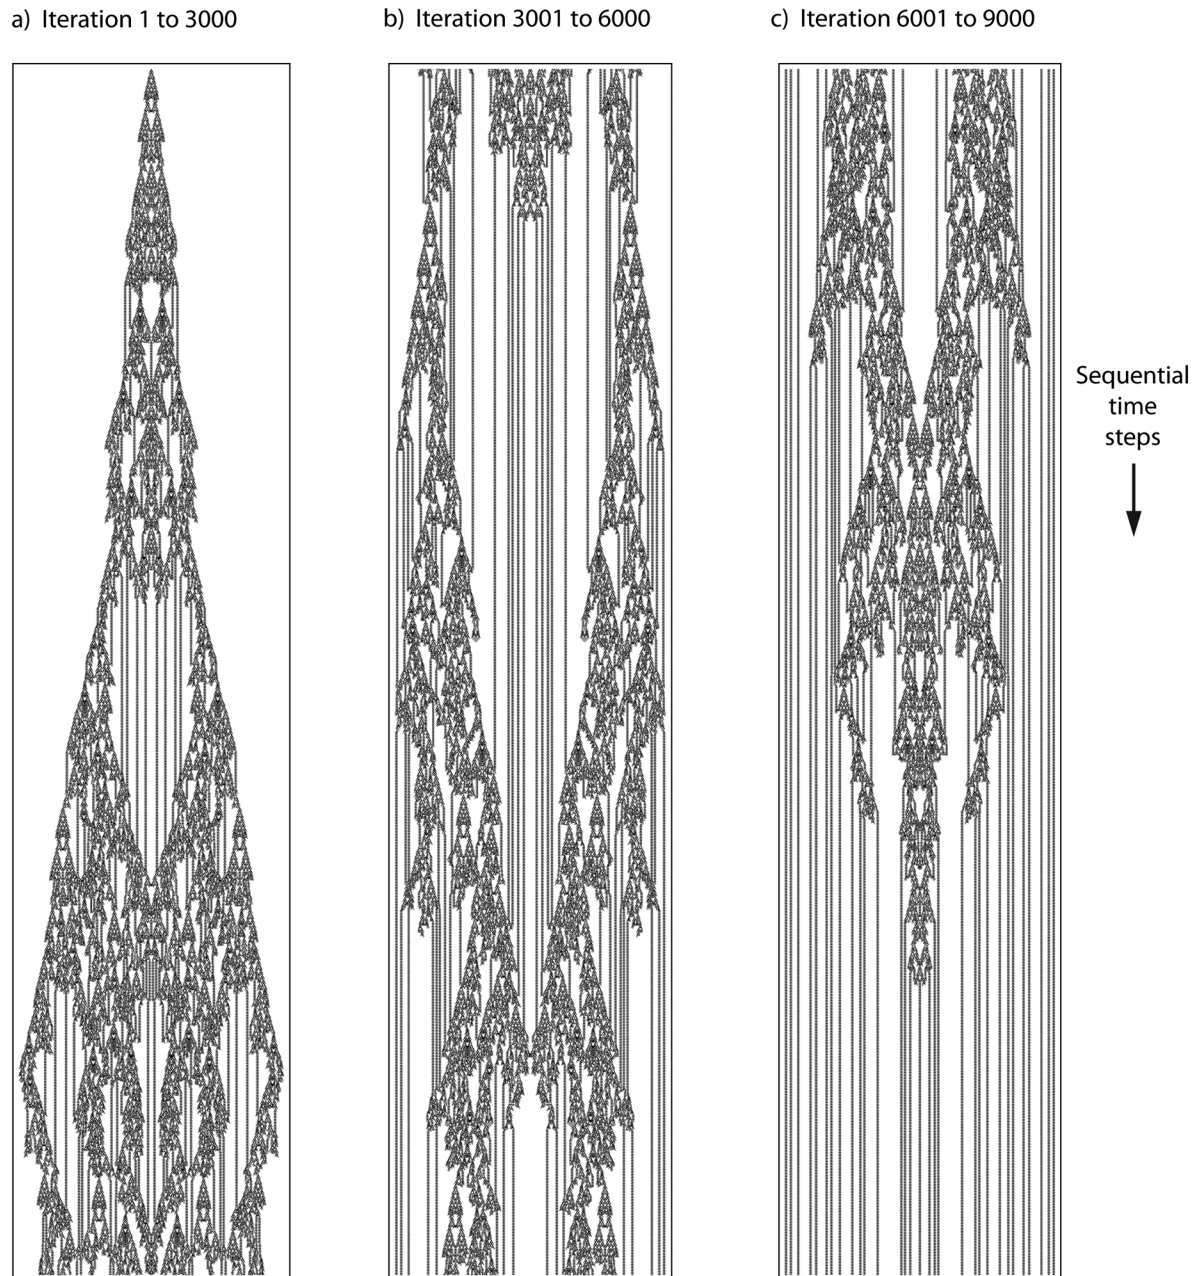 a) Iteration 1 to 3000
b) Iteration 3001 to 6000
c) Iteration 6001 to 9000
Sequential
time
steps